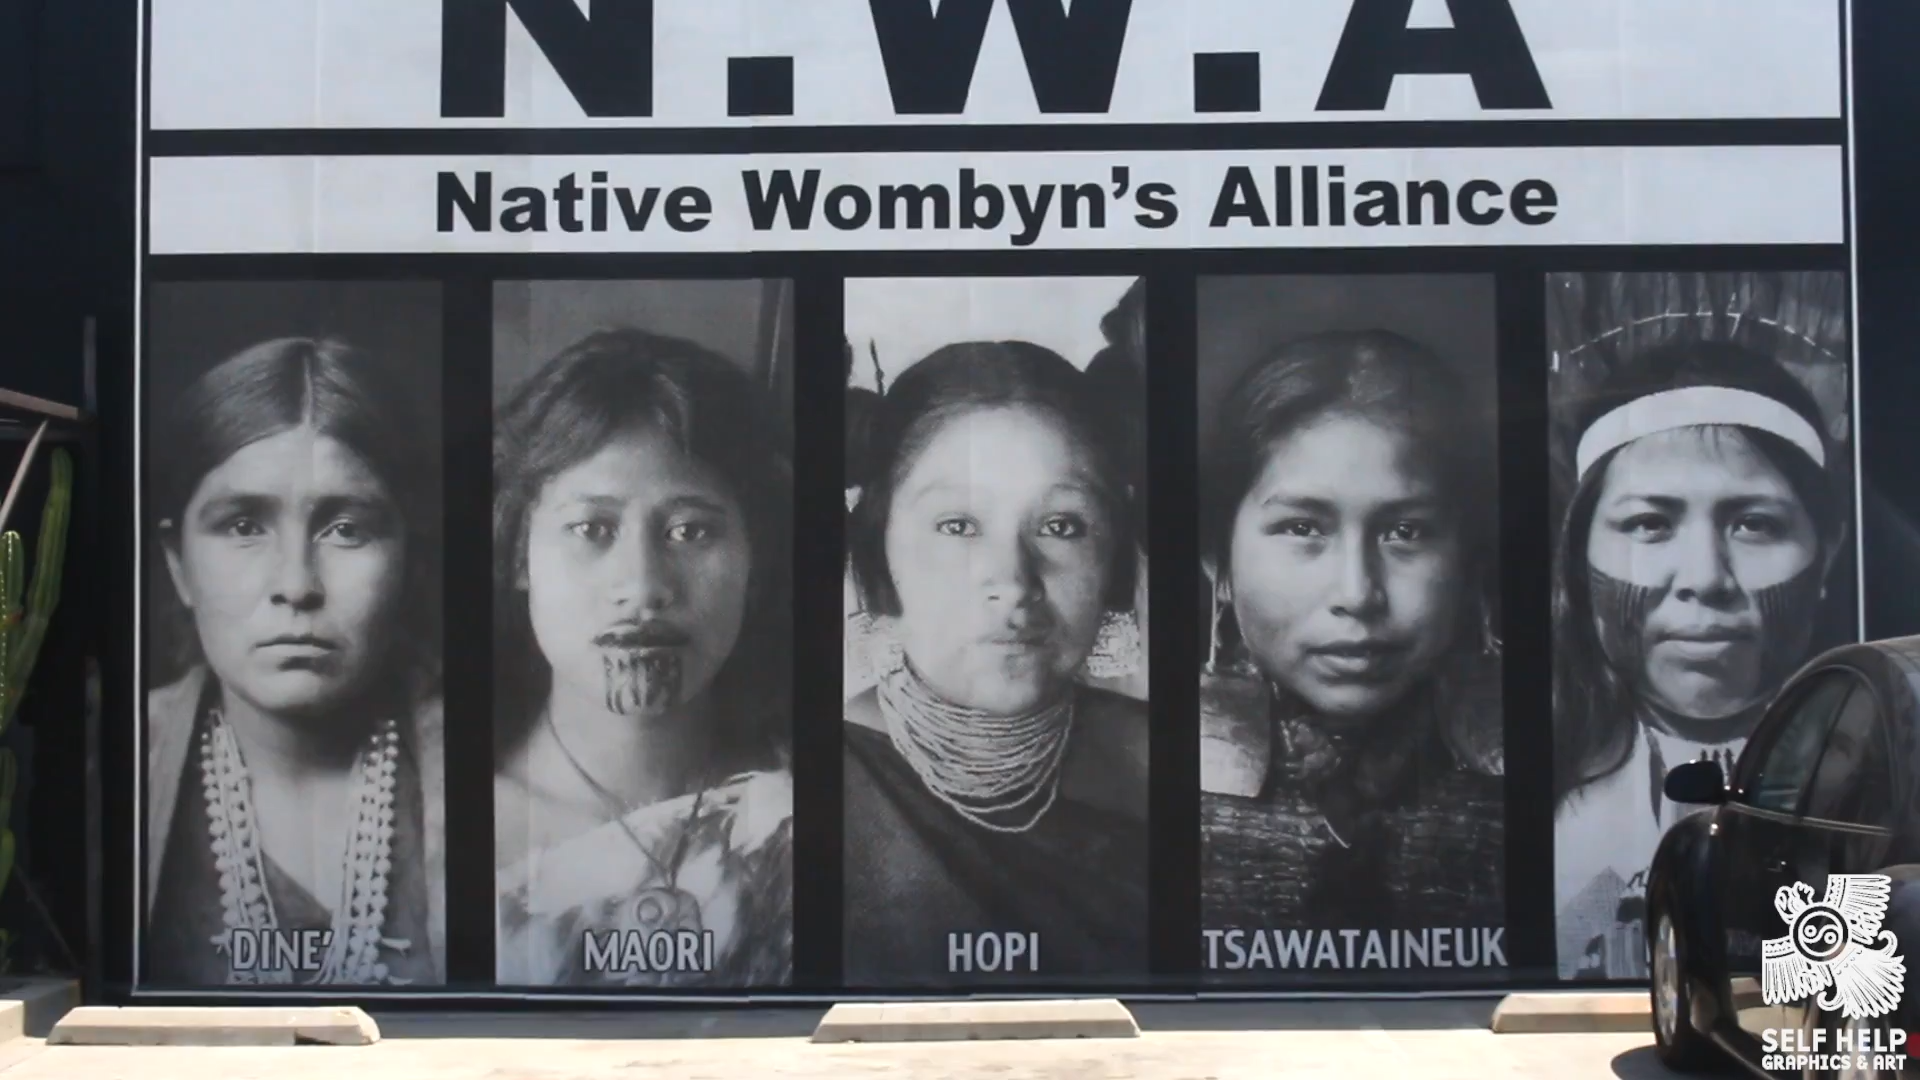 N.W.A
Native Wombyn's Alliance
DINE' MAORI HOPI TSAWATAINEUK
SELF HELP
GRAPHICS & ART